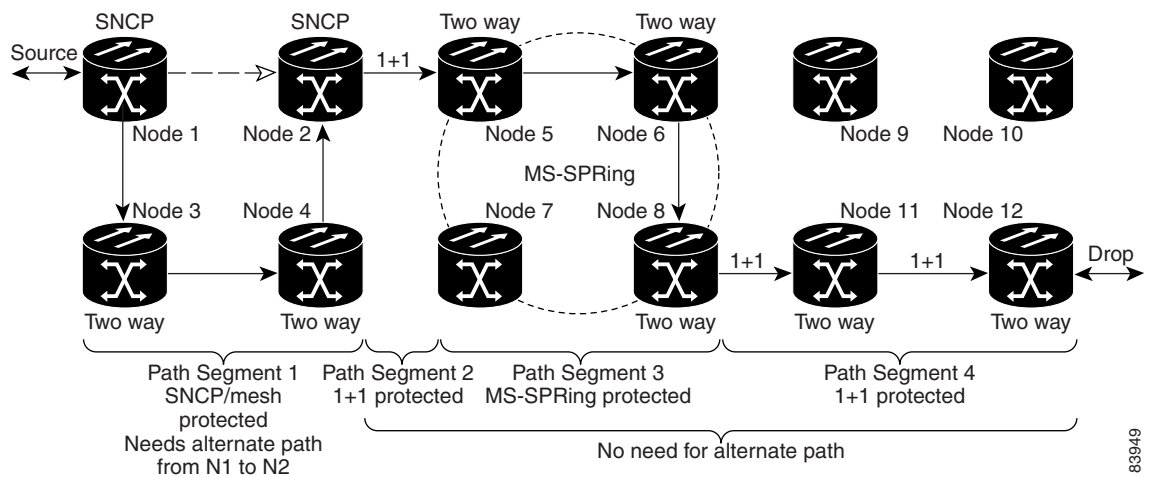 SNCP SNCP Two way Two way
Source 1+1
Node 1 Node 2 Node 5 Node 6 Node 9 Node 10
MS-SPRing
Node 3 Node 4 Node 7 Node 8 Node 11 Node 12
1+1 1+1 Drop
Two way Two way Two way Two way Two way
Path Segment 1
SNCP/mesh
protected
Needs alternate path
from N1 to N2
Path Segment 2
1+1 protected
Path Segment 3
MS-SPRing protected
Path Segment 4
1+1 protected
No need for alternate path
83949